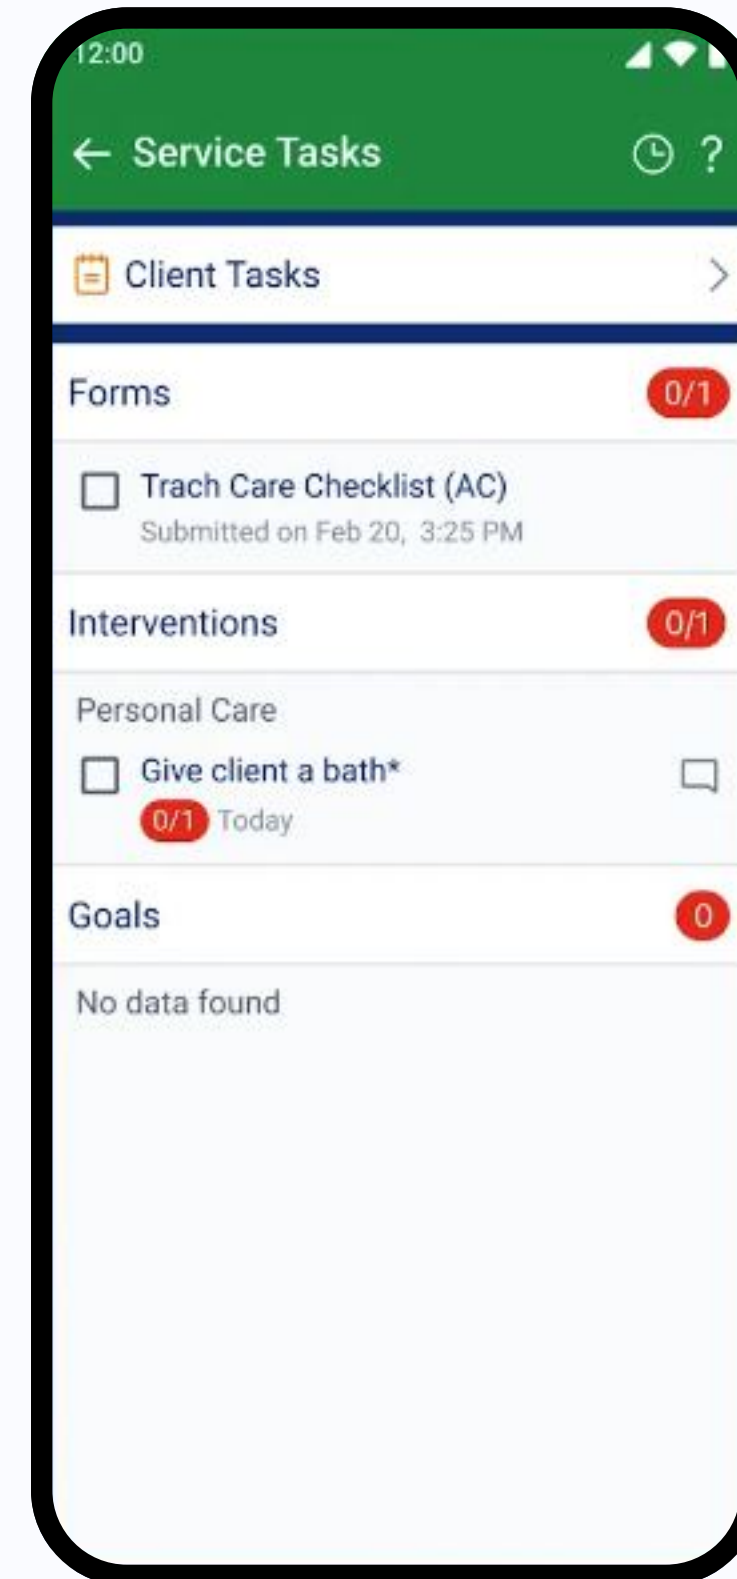 12:00
Service Tasks ?
Client Tasks
Forms 0/1
Trach Care Checklist (AC)
Submitted on Feb 20, 3:25 PM
Interventions 0/1
Personal Care
Give client a bath*
0/1 Today
Goals 0
No data found